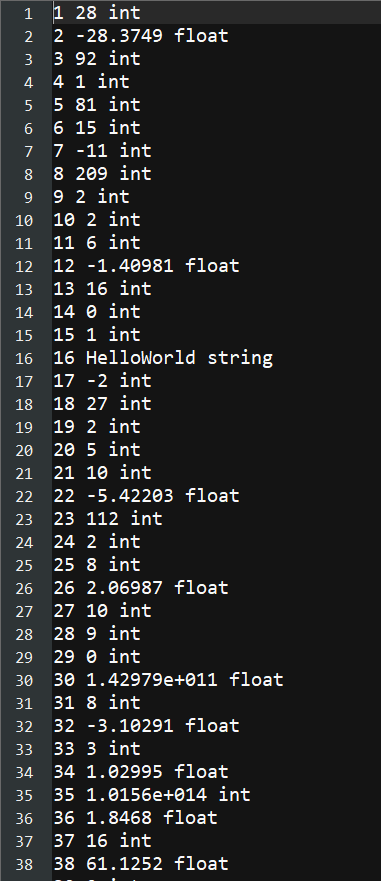 1 1 28 int
2 2 -28.3749 float
3 3 92 int
4 4 1 int
5 5 81 int
6 6 15 int
7 7 -11 int
8 8 209 int
9 9 2 int
10 10 2 int
11 11 6 int
12 12 -1.40981 float
13 13 16 int
14 14 0 int
15 15 1 int
16 16 HelloWorld string
17 17 -2 int
18 18 27 int
19 19 2 int
20 20 5 int
21 21 10 int
22 22 -5.42203 float
23 23 112 int
24 24 2 int
25 25 8 int
26 26 2.06987 float
27 27 10 int
28 28 9 int
29 29 0 int
30 30 1.42979e+011 float
31 31 8 int
32 32 -3.10291 float
33 33 3 int
34 34 1.02995 float
35 35 1.0156e+014 int
36 36 1.8468 float
37 37 16 int
38 38 61.1252 float